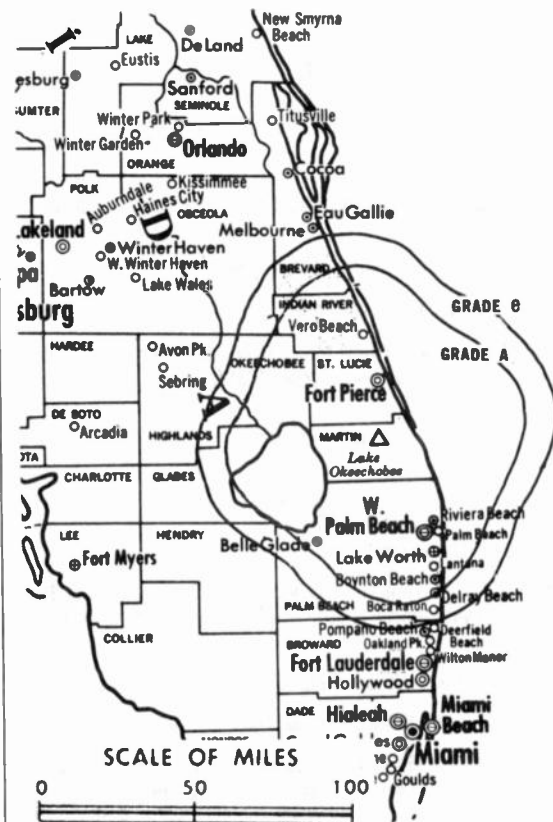 New Smyrna
Beach
LAKE
De Land
Eustis
esburg
Sanford
SUMTER
SEMINOLE
Winter Park
Titusville
Winter Garden
Orlando
ORANGE
Cocoa
Kissimmee
POLK
Auburndale
Haines City
OSCEOLA
Eau Gallie
Melbourne
akeland
Winter Haven
pa
W. Winter Haven
BREVARD
Bartow
Lake Wales
sburg
INDIAN RIVER
GRADE B
Vero Beach
HARDEE
Avon Pk.
OKEECHOBEE
ST. LUCIE
GRADE A
Sebring
Fort Pierce
DE SOTO
Arcadia
HIGHLANDS
MARTIN
OTA
Lake
Okeechobee
CHARLOTTE
GLADES
W.
Palm Beach
Riviera Beach
Palm Beach
LEE
HENDRY
Belle Glade
Lake Worth
Lantana
Fort Myers
Boynton Beach
Delray Beach
PALM BEACH
Boca Raton
COLLIER
Pompano Beach
Deerfield
Beach
BROWARD
Oakland Pk.
Wilton Manor
Fort Lauderdale
Hollywood
DADE
Hialeah
Miami
Beach
MONROE
es
Miami
SCALE OF MILES
ne
Goulds
0
50
100